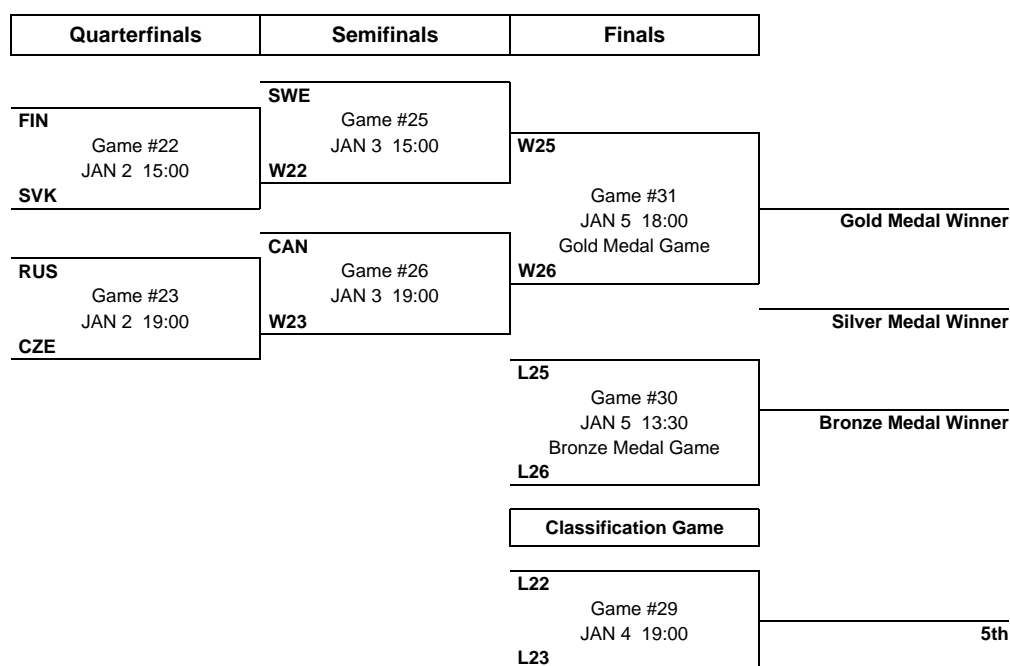 Quarterfinals
Semifinals
Finals
FIN
Game #22
JAN 2 15:00
SVK
RUS
Game #23
JAN 2 19:00
CZE
SWE
Game #25
JAN 3 15:00
W22
CAN
Game #26
JAN 3 19:00
W23
W25
Game #31
JAN 5 18:00
Gold Medal Game
W26
L25
Game #30
JAN 5 13:30
Bronze Medal Game
L26
Classification Game
L22
Game #29
JAN 4 19:00
L23
Gold Medal Winner
Silver Medal Winner
Bronze Medal Winner
5th